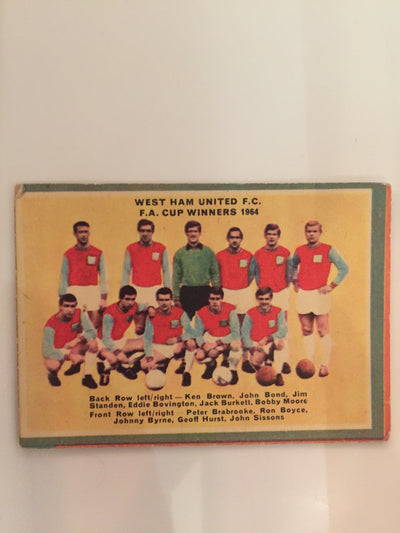 WEST HAM UNITED F.C.
F.A. CUP WINNERS 1964
Back Row left/right — Ken Brown, John Bond, Jim
Standen, Eddie Bovington, Jack Burkett, Bobby Moore
Front Row left/right — Peter Brabrooke, Ron Boyce,
Johnny Byrne, Geoff Hurst, John Sissons